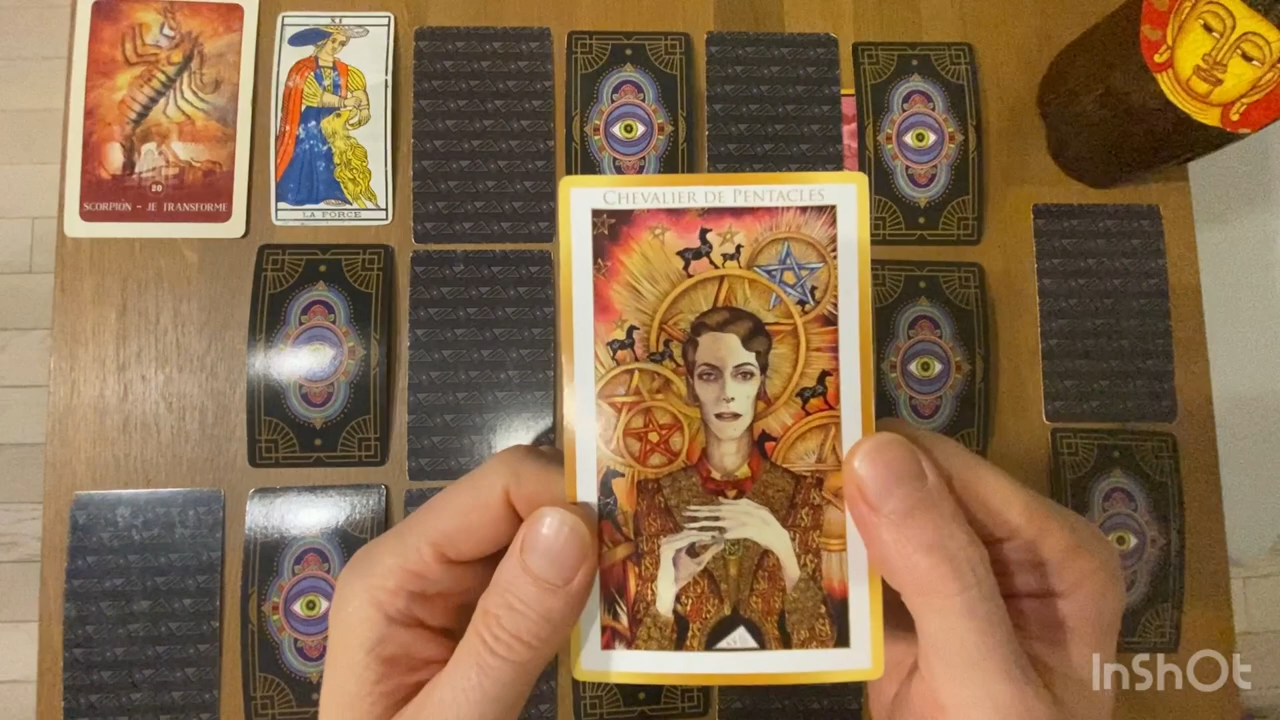 XI
20
SCORPION - JE TRANSFORME
LA FORCE
CHEVALIER DE PENTACLES
INSHOT